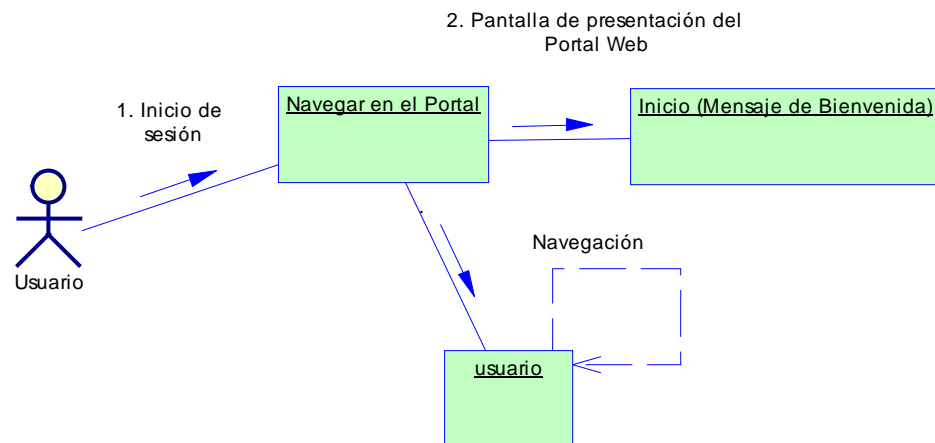 2. Pantalla de presentación del
Portal Web
1. Inicio de
sesión
Navegar en el Portal
Inicio (Mensaje de Bienvenida)
Usuario
Navegación
usuario